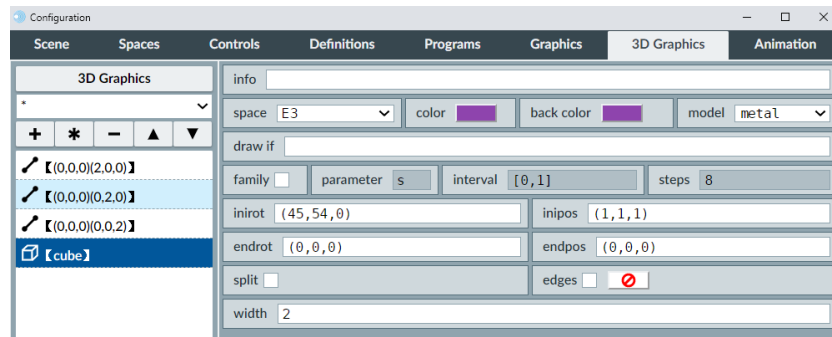 Configuration
Scene Spaces Controls Definitions Programs Graphics 3D Graphics Animation
3D Graphics
*
+ * − ▲ ▼
【(0,0,0)(2,0,0)】
【(0,0,0)(0,2,0)】
【(0,0,0)(0,0,2)】
【cube】
info
space E3 color back color model metal
draw if
family parameter s interval [0,1] steps 8
inirot (45,54,0) inipos (1,1,1)
endrot (0,0,0) endpos (0,0,0)
split edges
width 2